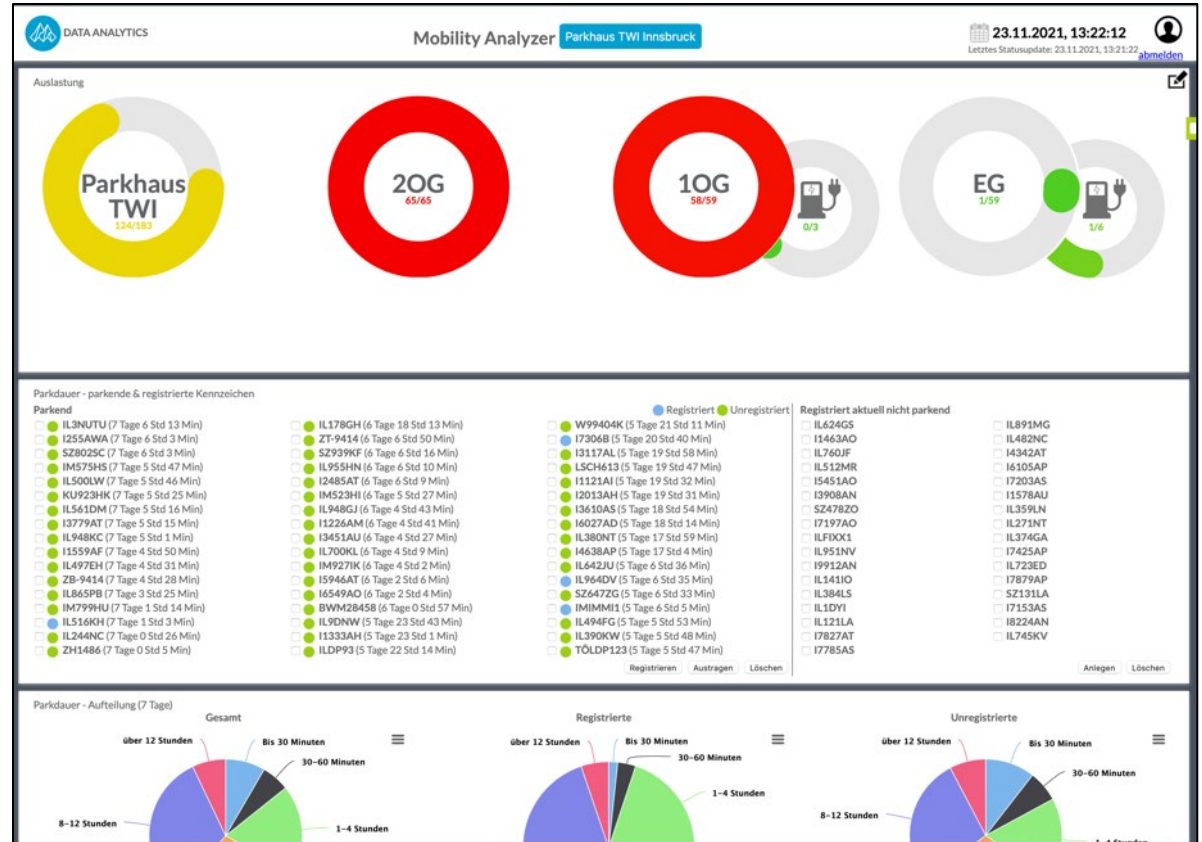 DATA ANALYTICS
Mobility Analyzer Parkhaus TWI Innsbruck
23.11.2021, 13:22:12
Letztes Statusupdate: 23.11.2021, 13:21:22
abmelden
Auslastung
Parkhaus
TWI
124/183
2OG
65/65
1OG
58/59
0/3
EG
1/59
1/6
Parkdauer - parkende & registrierte Kennzeichen
Parkend
Registriert Unregistriert
IL3NUTU (7 Tage 6 Std 13 Min)
I255AWA (7 Tage 6 Std 3 Min)
SZ802SC (7 Tage 6 Std 3 Min)
IM575HS (7 Tage 5 Std 47 Min)
IL500LW (7 Tage 5 Std 46 Min)
KU923HK (7 Tage 5 Std 25 Min)
IL561DM (7 Tage 5 Std 16 Min)
I3779AT (7 Tage 5 Std 15 Min)
IL948KC (7 Tage 5 Std 1 Min)
I1559AF (7 Tage 4 Std 50 Min)
IL497EH (7 Tage 4 Std 31 Min)
ZB-9414 (7 Tage 4 Std 28 Min)
IL865PB (7 Tage 3 Std 25 Min)
IM799HU (7 Tage 1 Std 14 Min)
IL516KH (7 Tage 1 Std 3 Min)
IL244NC (7 Tage 0 Std 26 Min)
ZH1486 (7 Tage 0 Std 5 Min)
IL178GH (6 Tage 18 Std 13 Min)
ZT-9414 (6 Tage 6 Std 50 Min)
SZ939KF (6 Tage 6 Std 16 Min)
IL955HN (6 Tage 6 Std 10 Min)
I2485AT (6 Tage 6 Std 9 Min)
IM523HI (6 Tage 5 Std 27 Min)
IL948GJ (6 Tage 4 Std 43 Min)
I1226AM (6 Tage 4 Std 41 Min)
I3451AU (6 Tage 4 Std 27 Min)
IL700KL (6 Tage 4 Std 9 Min)
IM927IK (6 Tage 4 Std 2 Min)
I5946AT (6 Tage 2 Std 6 Min)
I6549AO (6 Tage 2 Std 4 Min)
BWM28458 (6 Tage 0 Std 57 Min)
IL9DNW (5 Tage 23 Std 43 Min)
I1333AH (5 Tage 23 Std 1 Min)
ILDP93 (5 Tage 22 Std 14 Min)
W99404K (5 Tage 21 Std 11 Min)
I7306B (5 Tage 20 Std 40 Min)
I3117AL (5 Tage 19 Std 58 Min)
LSCH613 (5 Tage 19 Std 47 Min)
I1121AI (5 Tage 19 Std 32 Min)
I2013AH (5 Tage 19 Std 31 Min)
I3610AS (5 Tage 18 Std 54 Min)
I6027AD (5 Tage 18 Std 14 Min)
IL380NT (5 Tage 17 Std 59 Min)
I4638AP (5 Tage 17 Std 4 Min)
IL642JU (5 Tage 6 Std 36 Min)
IL964DV (5 Tage 6 Std 35 Min)
SZ647ZG (5 Tage 6 Std 33 Min)
IMIMMI1 (5 Tage 6 Std 5 Min)
IL494FG (5 Tage 5 Std 53 Min)
IL390KW (5 Tage 5 Std 48 Min)
TÖLDP123 (5 Tage 5 Std 47 Min)
Registrieren Austragen Löschen
Registriert aktuell nicht parkend
IL624GS
I1463AO
IL760JF
IL512MR
I5451AO
I3908AN
SZ478ZO
I7197AO
ILFIXX1
IL951NV
I9912AN
IL141IO
IL384LS
IL1DYI
IL121LA
I7827AT
I7785AS
IL891MG
IL482NC
I4342AT
I6105AP
I7203AS
I1578AU
IL359LN
IL271NT
IL374GA
I7425AP
IL723ED
I7879AP
SZ131LA
I7153AS
I8224AN
IL745KV
Anlegen Löschen
Parkdauer - Aufteilung (7 Tage)
Gesamt
über 12 Stunden
Bis 30 Minuten
30-60 Minuten
8-12 Stunden
1-4 Stunden
Registrierte
über 12 Stunden
Bis 30 Minuten
30-60 Minuten
1-4 Stunden
Unregistrierte
über 12 Stunden
Bis 30 Minuten
30-60 Minuten
8-12 Stunden